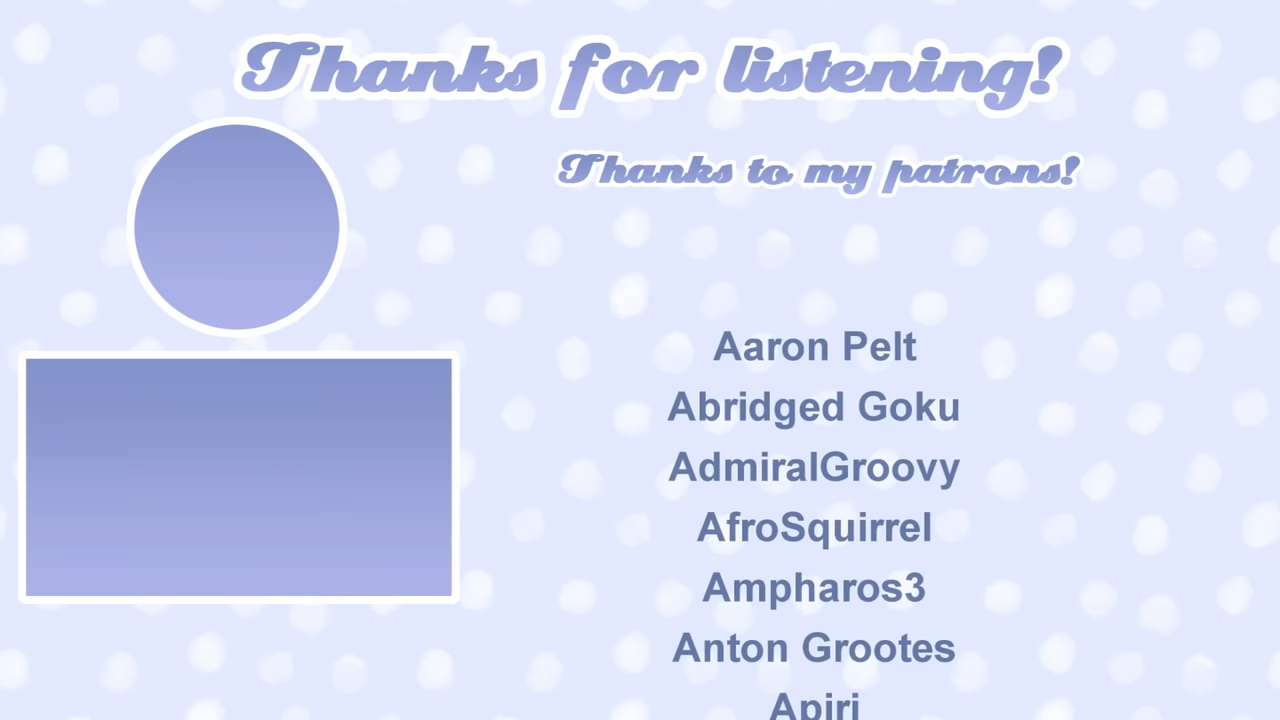 Thanks for listening!
Thanks to my patrons!
Aaron Pelt
Abridged Goku
AdmiralGroovy
AfroSquirrel
Ampharos3
Anton Grootes
Apiri